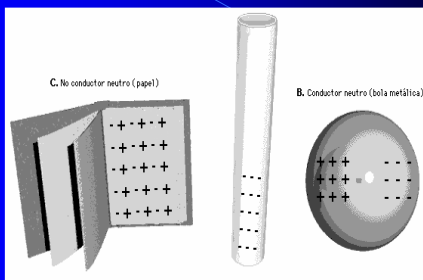 C. No conductor neutro (papel)
B. Conductor neutro (bola metálica)
- + - + - +
- + - + - +
- + - + - +
- + - + - +
- + - + - +
- - -
- - -
- - -
- - -
- - -
+ + + - - -
+ + + - - -
+ + + - - -